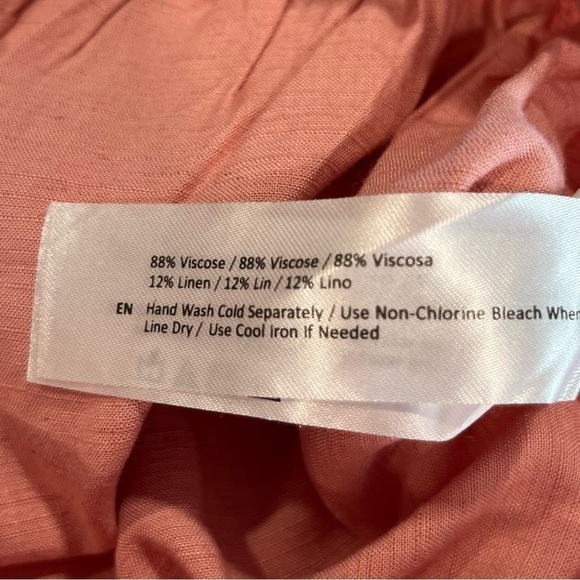 88% Viscose / 88% Viscose / 88% Viscosa
12% Linen / 12% Lin / 12% Lino
EN Hand Wash Cold Separately / Use Non-Chlorine Bleach When
Line Dry / Use Cool Iron If Needed